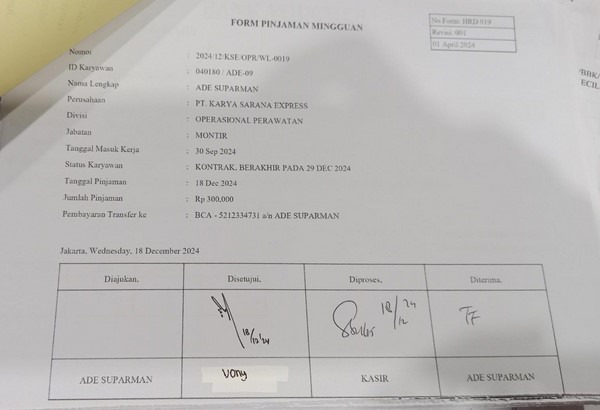 FORM PINJAMAN MINGGUAN
No Form: HRD 019
Revisi: 001
01 April 2024
Nomor : 2024/12/KSE/OPR/WL-0019
ID Karyawan : 040180 / ADE-09
Nama Lengkap : ADE SUPARMAN
Perusahaan : PT. KARYA SARANA EXPRESS
Divisi : OPERASIONAL PERAWATAN
Jabatan : MONTIR
Tanggal Masuk Kerja : 30 Sep 2024
Status Karyawan : KONTRAK, BERAKHIR PADA 29 DEC 2024
Tanggal Pinjaman : 18 Dec 2024
Jumlah Pinjaman : Rp 300,000
Pembayaran Transfer ke : BCA - 5212334731 a/n ADE SUPARMAN
Jakarta, Wednesday, 18 December 2024
Diajukan, Disetujui, Diproses, Diterima,
18/12'24 18/12 24 TF
ADE SUPARMAN vony KASIR ADE SUPARMAN
ECIL